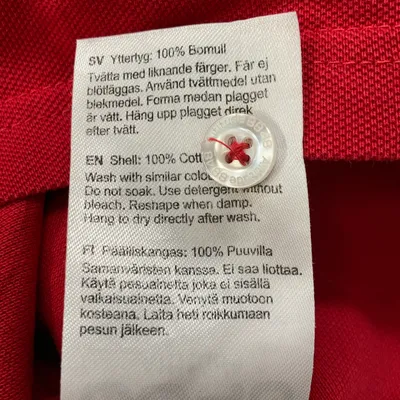 SV Yttertyg: 100% Bomull
Tvätta med liknande färger. Får ej
blötläggas. Använd tvättmedel utan
blekmedel. Forma medan plagget
är vått. Häng upp plagget direkt
efter tvätt.
EN Shell: 100% Cott
Wash with similar colou
Do not soak. Use detergent without
bleach. Reshape when damp.
Hang to dry directly after wash.
FI Päälliskangas: 100% Puuvilla
Samanväristen kanssa. Ei saa liottaa.
Käytä pesuainetta joka ei sisällä
valkaisuainetta. Venytä muotoon
kosteana. Laita heti roikkumaan
pesun jälkeen.